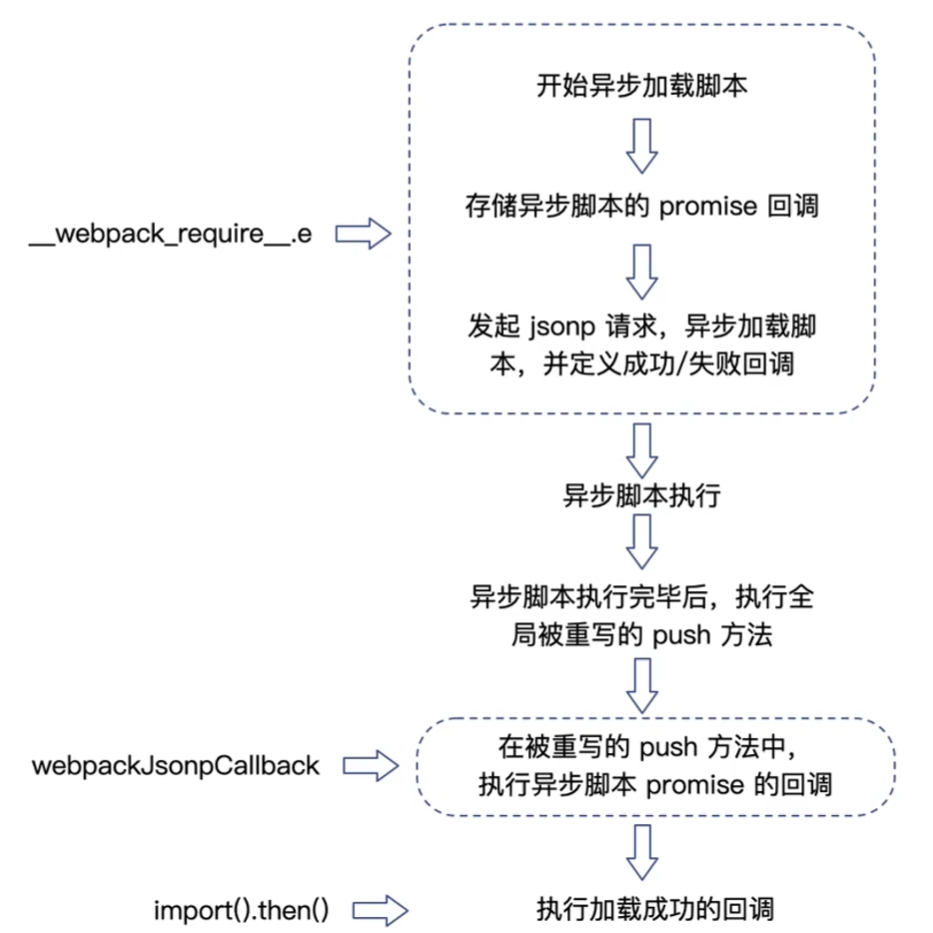 开始异步加载脚本
存储异步脚本的 promise 回调
__webpack_require__.e
发起 jsonp 请求，异步加载脚
本，并定义成功/失败回调
异步脚本执行
异步脚本执行完毕后，执行全
局被重写的 push 方法
webpackJsonpCallback
在被重写的 push 方法中，
执行异步脚本 promise 的回调
import().then()
执行加载成功的回调